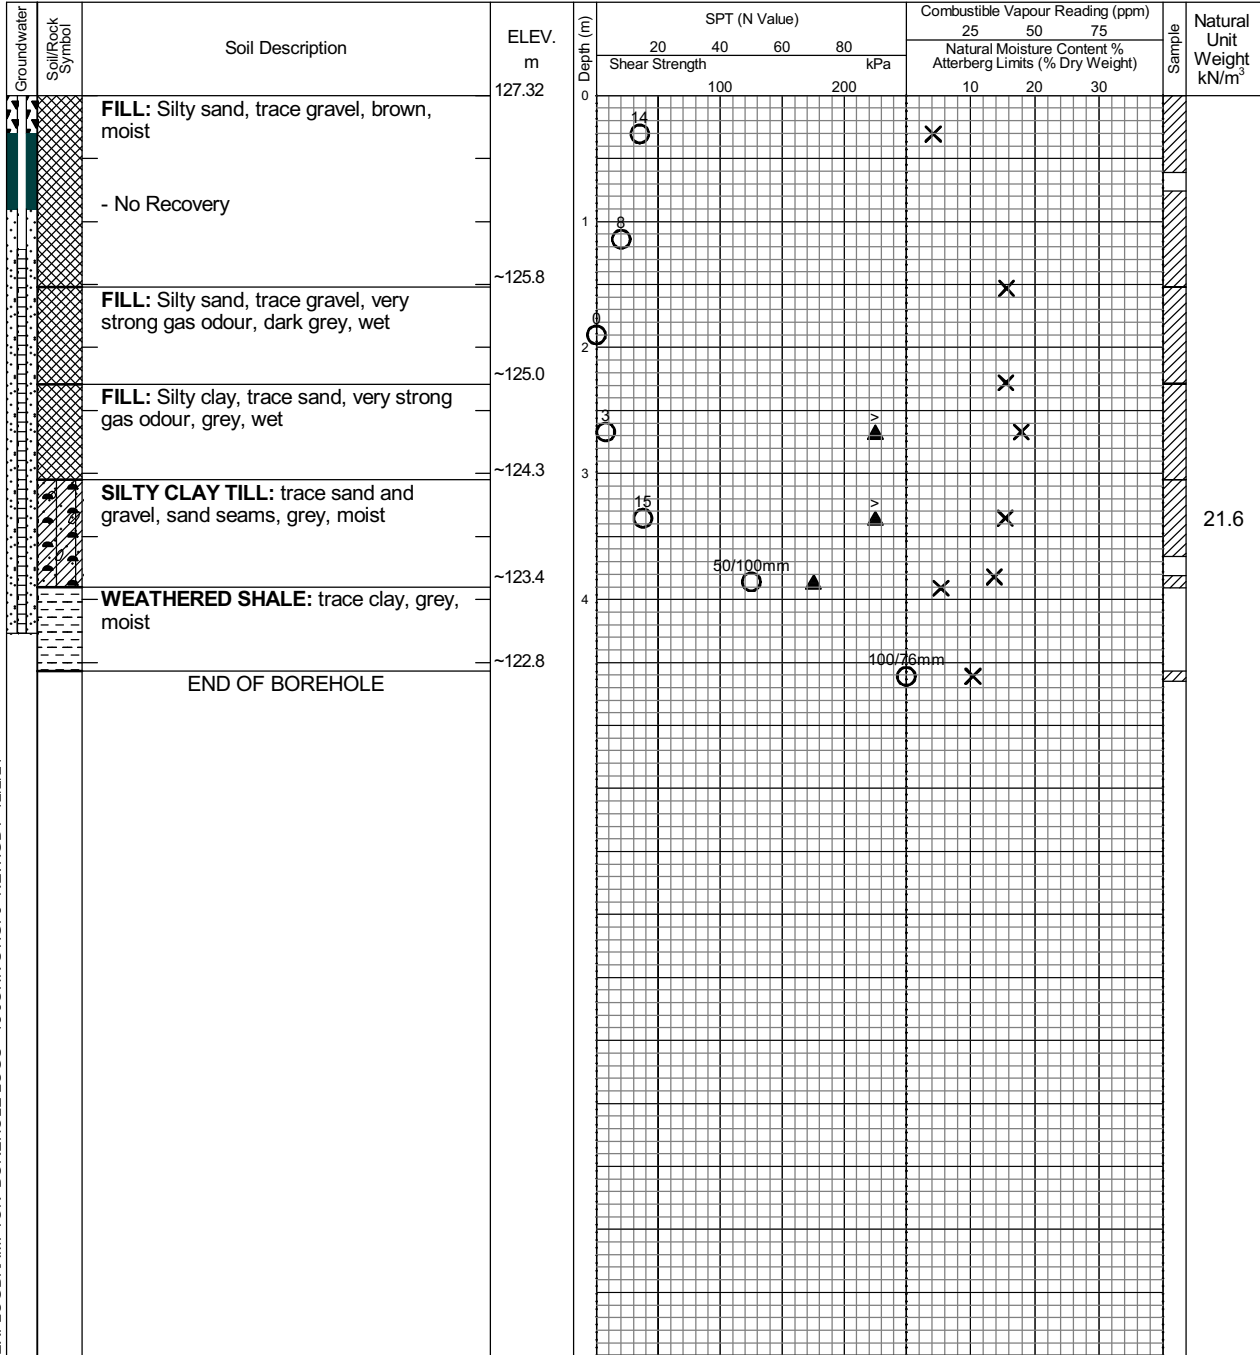 Groundwater
Soil/Rock
Symbol
Soil Description
ELEV.
m
127.32
Depth (m)
SPT (N Value)
20 40 60 80
Shear Strength kPa
100 200
Combustible Vapour Reading (ppm)
25 50 75
Natural Moisture Content %
Atterberg Limits (% Dry Weight)
10 20 30
Sample
Natural
Unit
Weight
kN/m³
0
FILL: Silty sand, trace gravel, brown,
moist
14
- No Recovery
1
8
~125.8
FILL: Silty sand, trace gravel, very
strong gas odour, dark grey, wet
0
2
~125.0
FILL: Silty clay, trace sand, very strong
gas odour, grey, wet
3
>
~124.3
3
SILTY CLAY TILL: trace sand and
gravel, sand seams, grey, moist
15
>
21.6
50/100mm
~123.4
WEATHERED SHALE: trace clay, grey,
moist
4
~122.8
100/76mm
END OF BOREHOLE